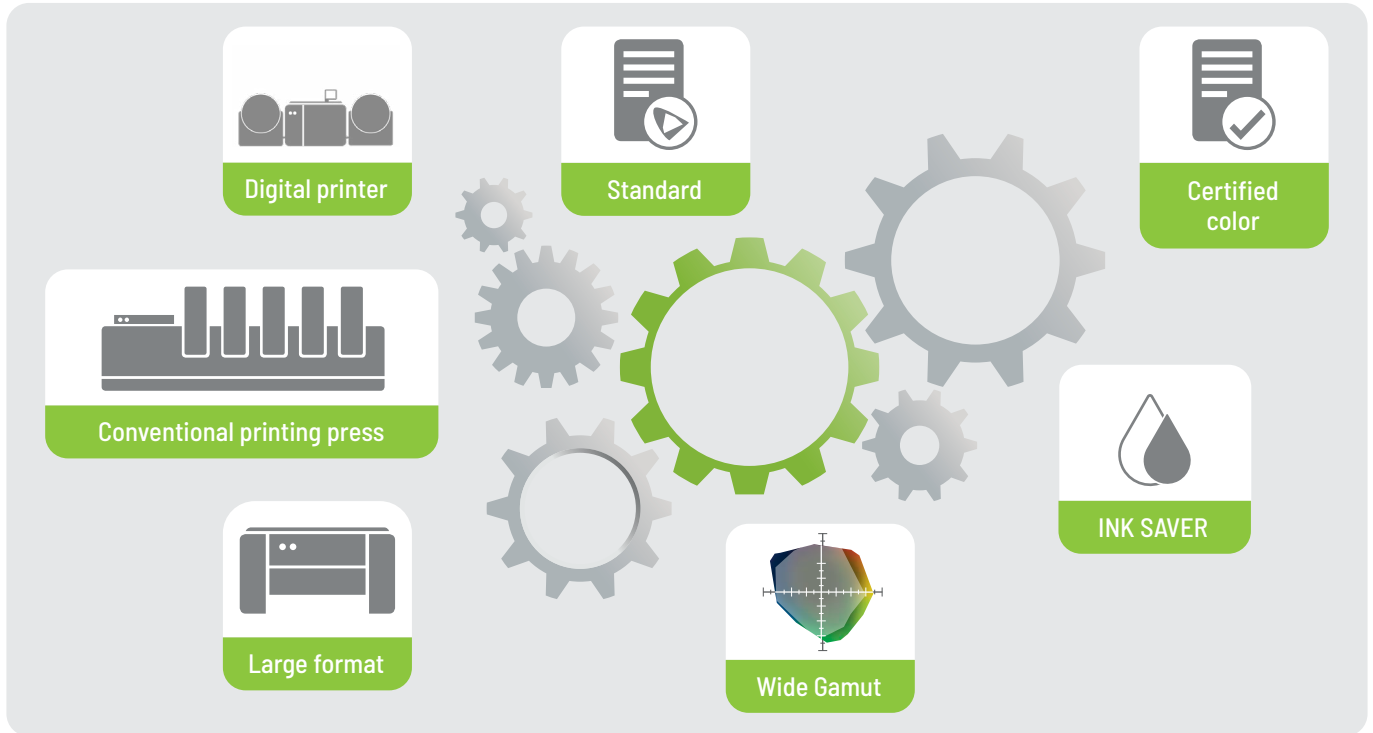 Digital printer
Standard
Certified
color
Conventional printing press
INK SAVER
Large format
Wide Gamut